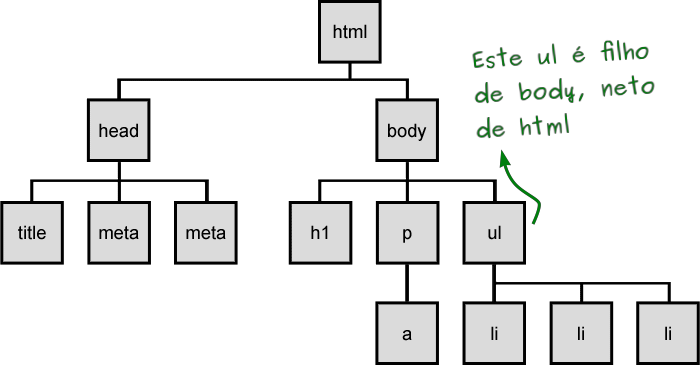 html
Este ul é filho
de body, neto
de html
head
body
title
meta
meta
h1
p
ul
a
li
li
li